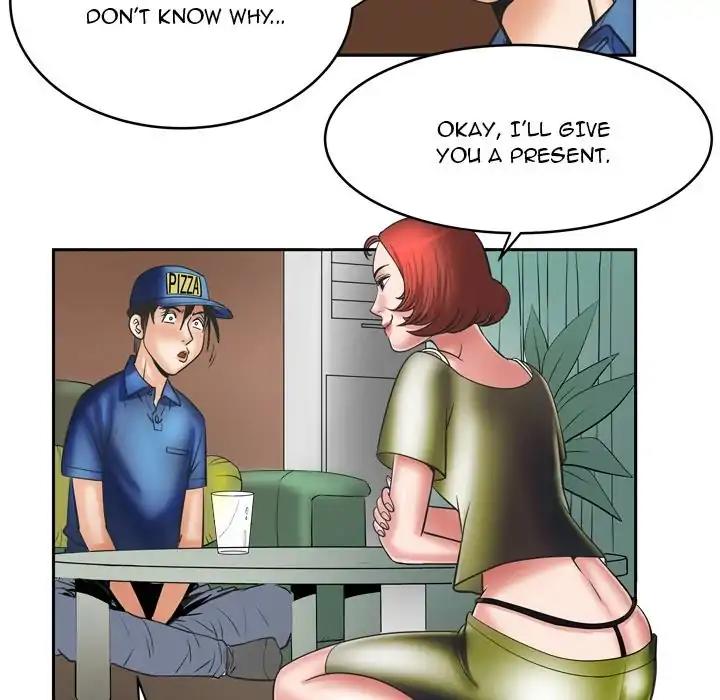 DON'T KNOW WHY...
OKAY, I'LL GIVE
YOU A PRESENT.
PIZZA